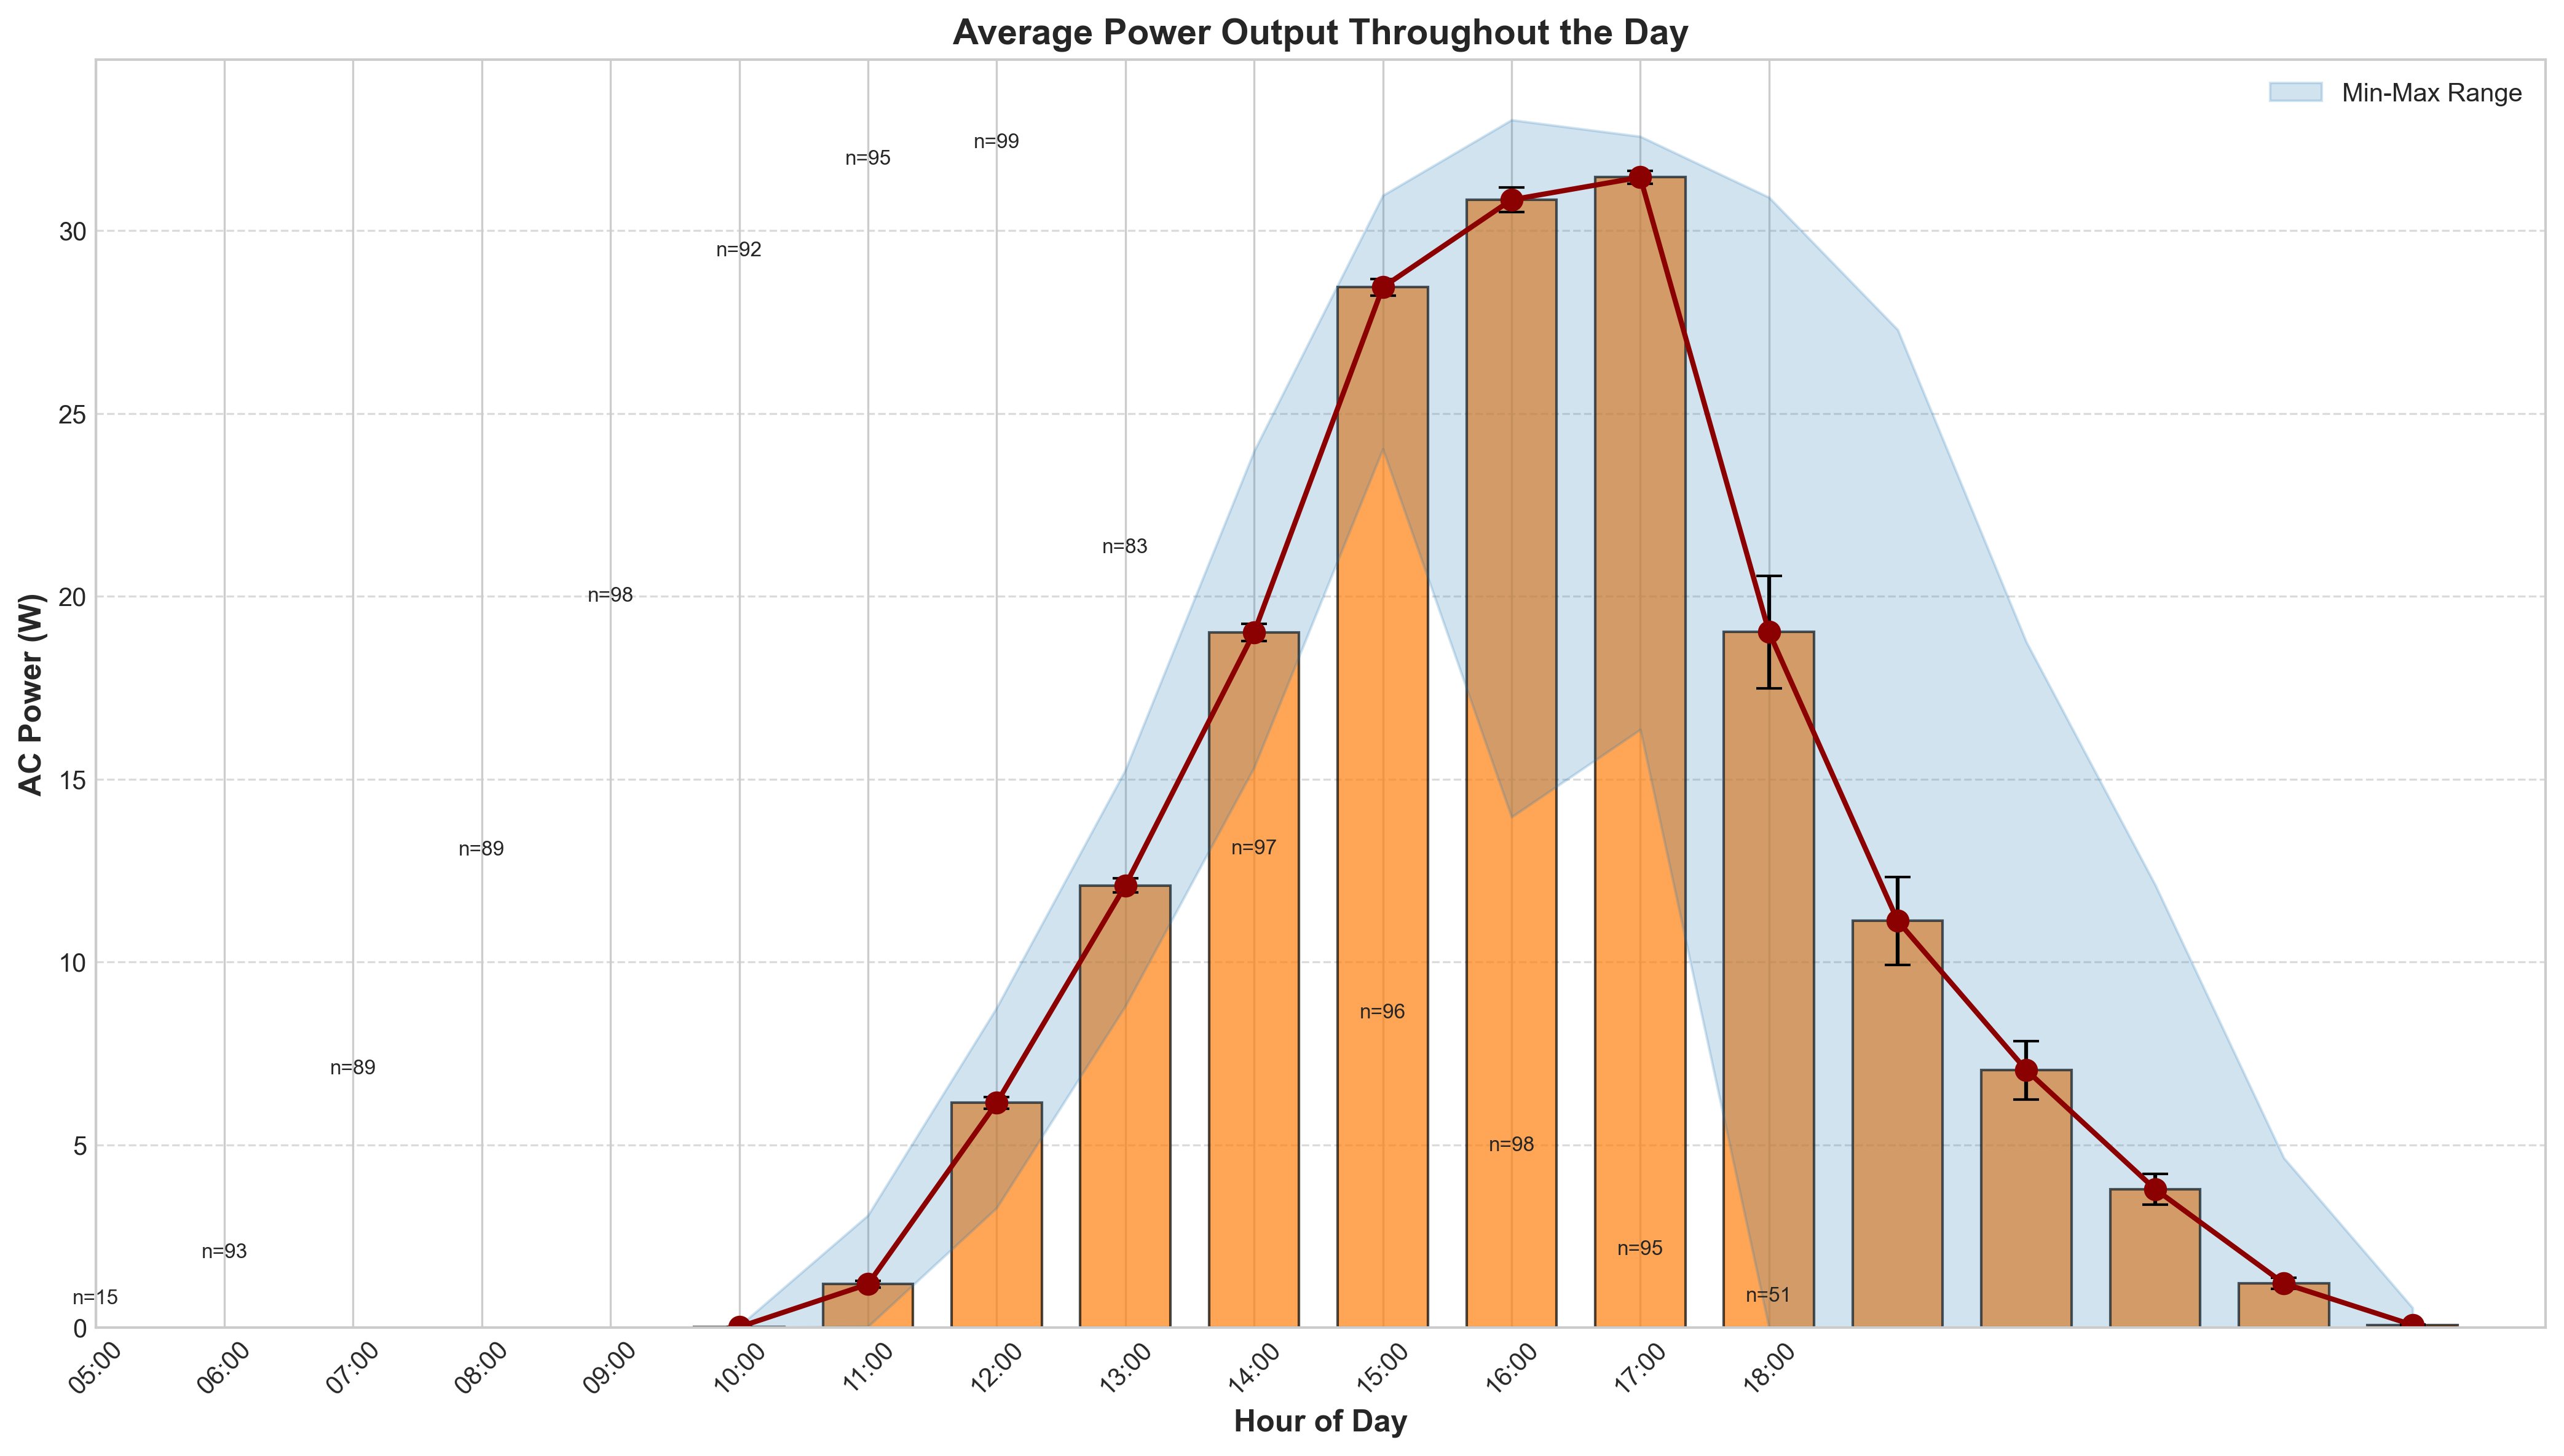 Average Power Output Throughout the Day
Min-Max Range
n=99
n=95
n=92
n=83
n=98
n=89
n=97
n=96
n=89
n=98
n=93
n=95
n=15
n=51
AC Power (W)
30
25
20
15
10
5
0
05:00
06:00
07:00
08:00
09:00
10:00
11:00
12:00
13:00
14:00
15:00
16:00
17:00
18:00
Hour of Day